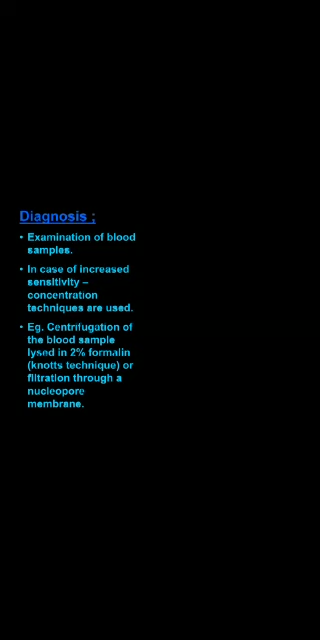 Diagnosis ;
• Examination of blood
samples.
• In case of increased
sensitivity –
concentration
techniques are used.
• Eg. Centrifugation of
the blood sample
lysed in 2% formalin
(knotts technique) or
filtration through a
nucleopore
membrane.